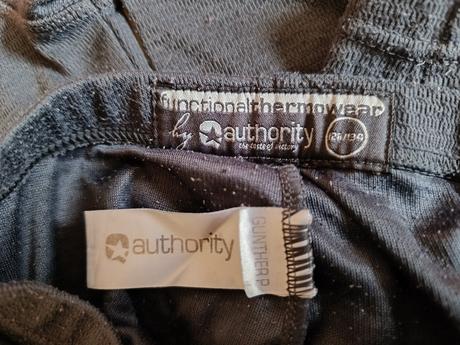 functionalthermowear
by authority
the taste of victory
authority
GUNTHER P.